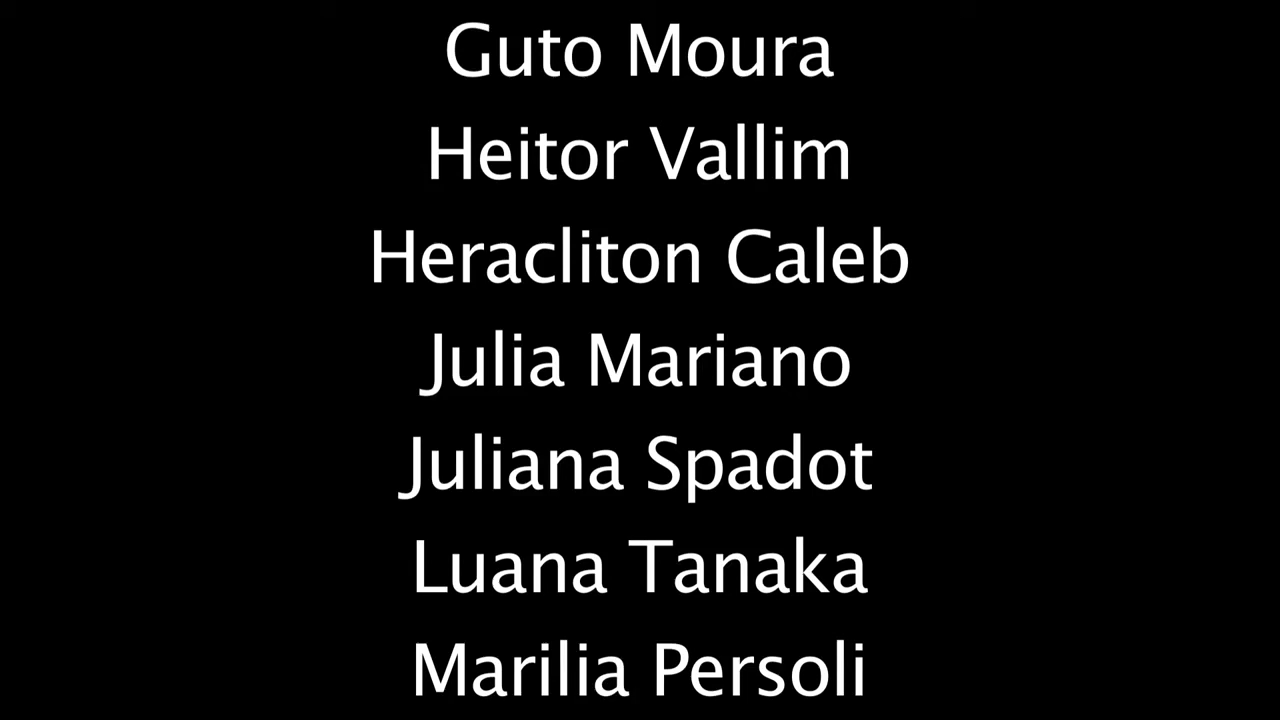 Guto Moura
Heitor Vallim
Heracliton Caleb
Julia Mariano
Juliana Spadot
Luana Tanaka
Marilia Persoli